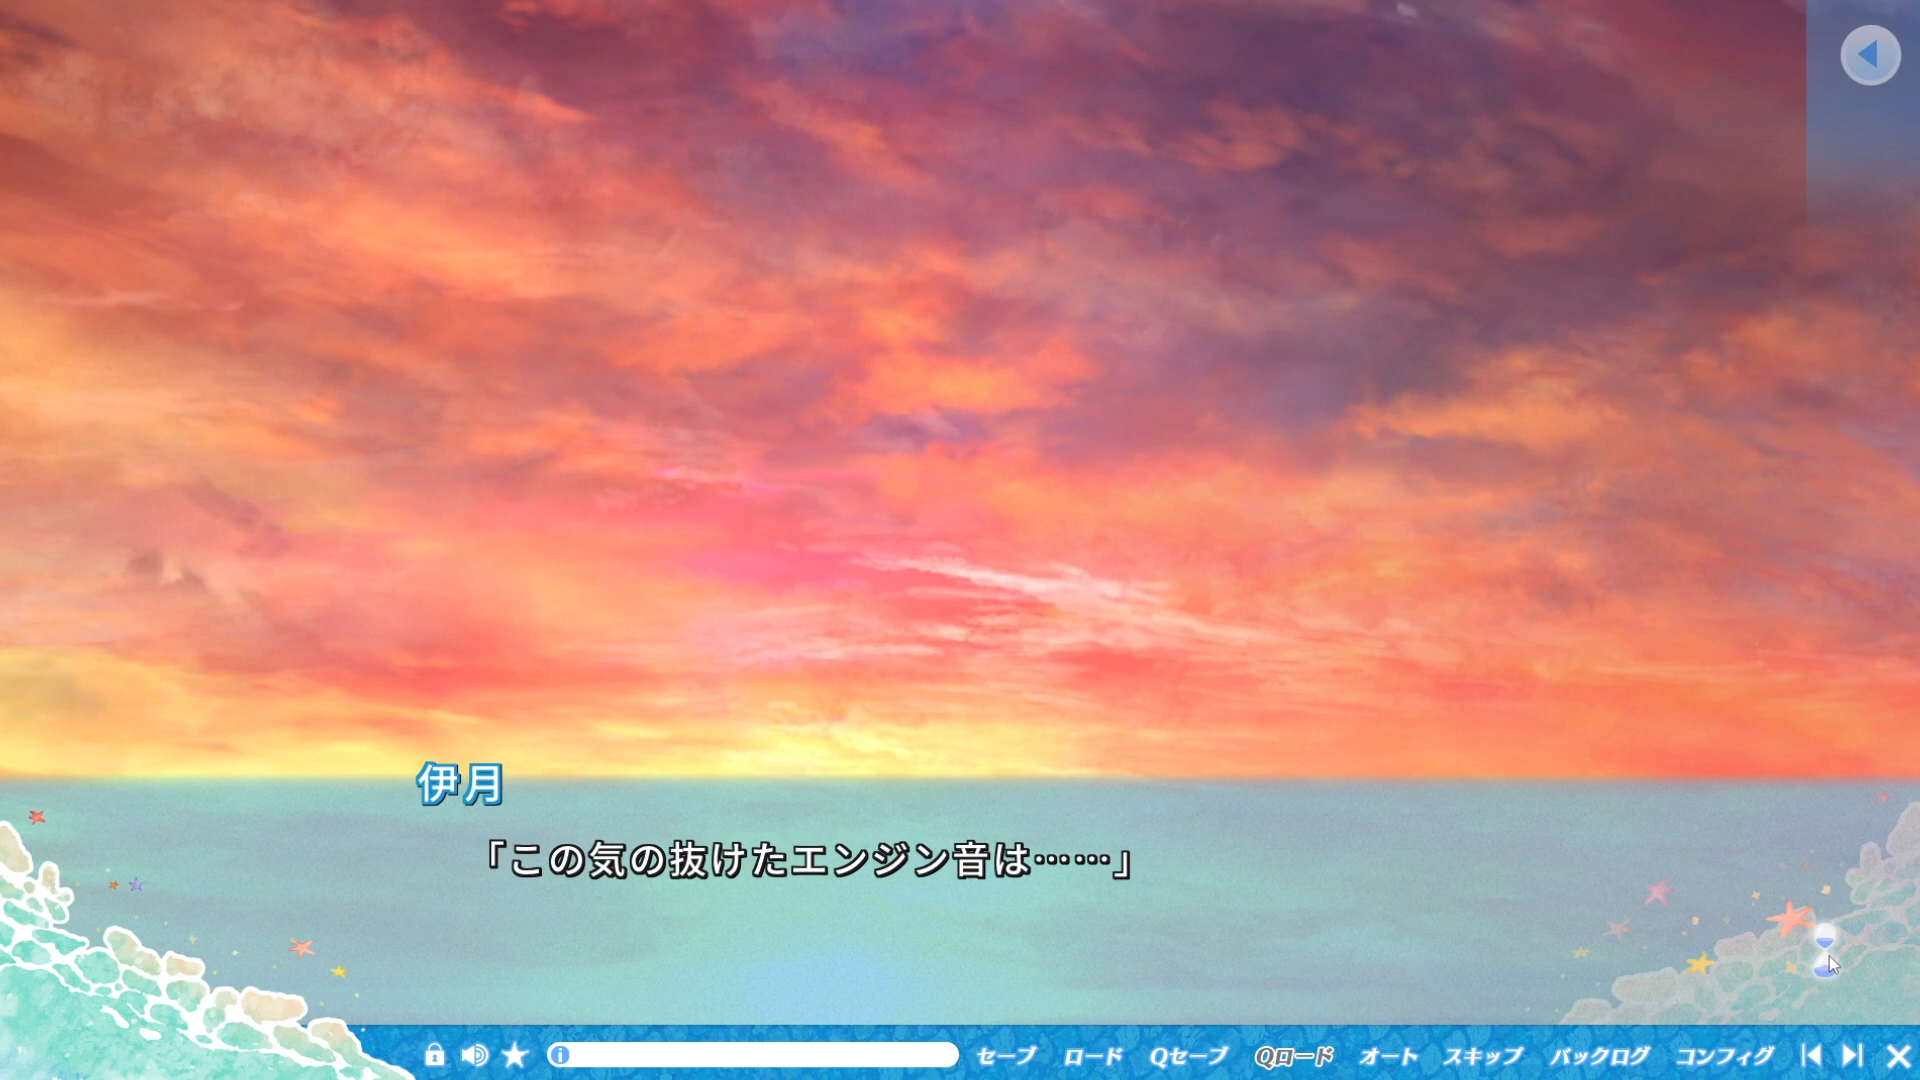 伊月
「この気の抜けたエンジン音は……」
セーブ ロード Qセーブ Qロード オート スキップ バックログ コンフィグ